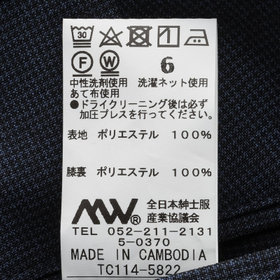 30
F W 6
中性洗剤使用 洗濯ネット使用
あて布使用
●ドライクリーニング後は必ず
加圧プレスを行ってください。
表地 ポリエステル 100%
膝裏 ポリエステル 100%
MW® 全日本紳士服
産業協議会
TEL 052-211-2131
5-0370
MADE IN CAMBODIA
TC114-5822